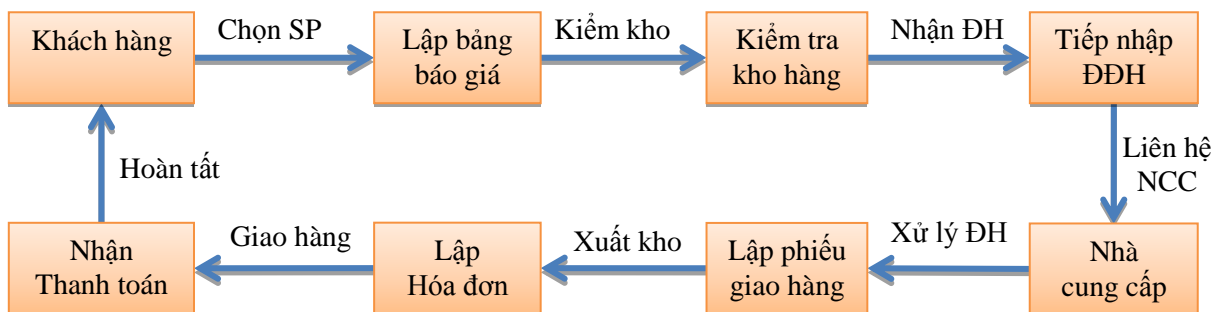 Khách hàng
Chọn SP
Lập bảng
báo giá
Kiểm kho
Kiểm tra
kho hàng
Nhận ĐH
Tiếp nhập
ĐĐH
Liên hệ
NCC
Nhà
cung cấp
Xử lý ĐH
Lập phiếu
giao hàng
Xuất kho
Lập
Hóa đơn
Giao hàng
Nhận
Thanh toán
Hoàn tất